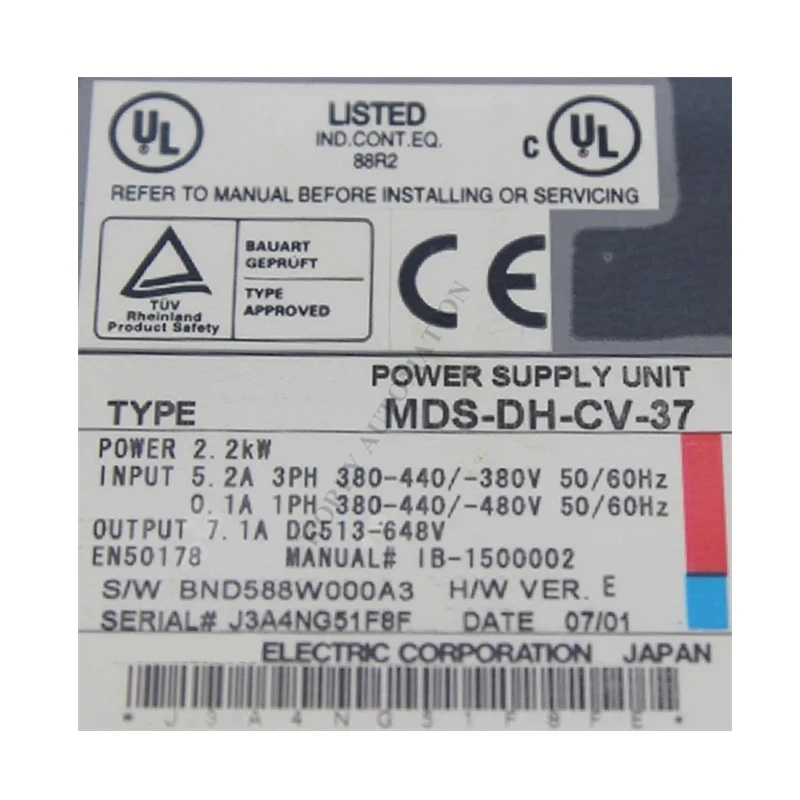 UL
LISTED
IND.CONT.EQ.
88R2
C UL
REFER TO MANUAL BEFORE INSTALLING OR SERVICING
TÜV
Rheinland
Product Safety
BAUART
GEPRÜFT
TYPE
APPROVED
CE
POWER SUPPLY UNIT
TYPE MDS-DH-CV-37
POWER 2.2kW
INPUT 5.2A 3PH 380-440/-380V 50/60Hz
0.1A 1PH 380-440/-480V 50/60Hz
OUTPUT 7.1A DC513-648V
EN50178 MANUAL# IB-1500002
S/W BND588W000A3 H/W VER. E
SERIAL# J3A4NG51F8F DATE 07/01
ELECTRIC CORPORATION JAPAN